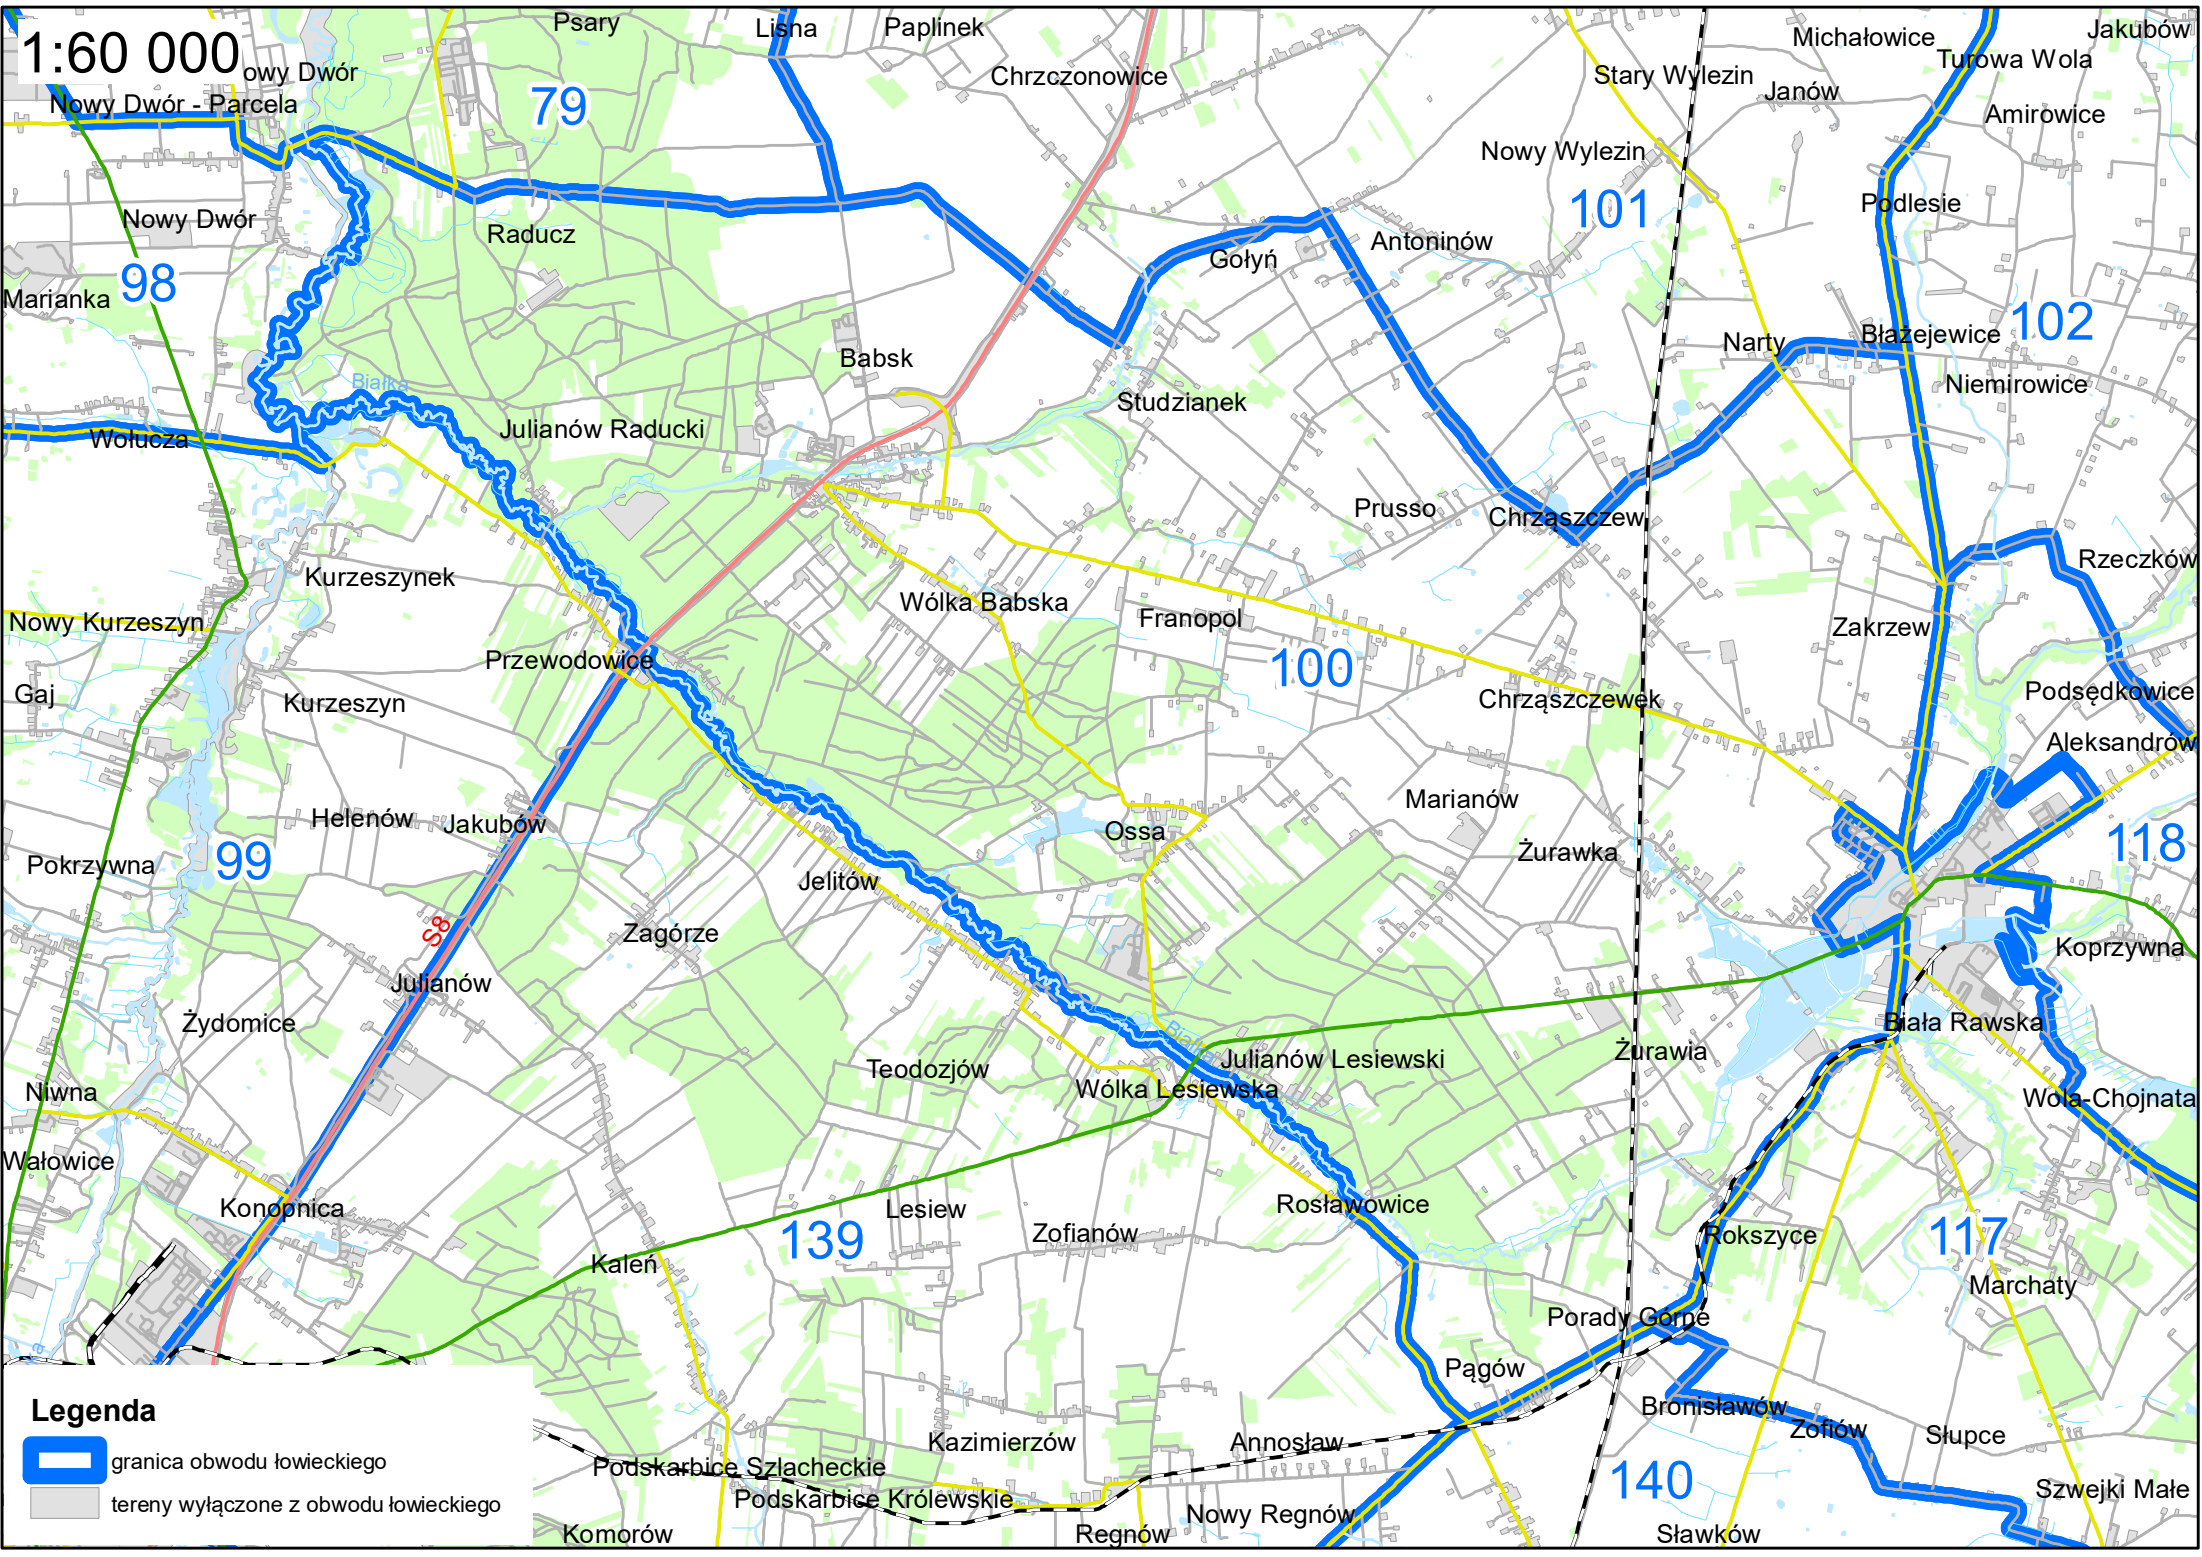 1:60 000
Psary
Lisna
Paplinek
Michałowice
Jakubów
Turowa Wola
owy Dwór
Chrzczonowice
Stary Wylezin
Janów
Nowy Dwór - Parcela
79
Amirowice
Nowy Wylezin
101
Podlesie
Nowy Dwór
Raducz
Antoninów
Gołyń
98
Marianka
102
Babsk
Narty
Błażejewice
Białka
Niemirowice
Studzianek
Wołucza
Julianów Raducki
Prusso
Chrząszczew
Kurzeszynek
Rzeczków
Wólka Babska
Nowy Kurzeszyn
Franopol
Zakrzew
Przewodowice
100
Gaj
Kurzeszyn
Chrząszczewek
Podsędkowice
Aleksandrów
Helenów
Jakubów
Marianów
Ossa
Pokrzywna
99
Żurawka
118
Jelitów
S8
Zagórze
Koprzywna
Julianów
Żydomice
Biała Rawska
Białka
Julianów Lesiewski
Żurawia
Teodozjów
Niwna
Wólka Lesiewska
Wola-Chojnata
Wałowice
Konopnica
Lesiew
Rosławowice
139
Zofianów
Rokszyce
117
Kaleń
Marchaty
Porady Górne
Pągów
Legenda
Bronisławów
Zofiów
Słupce
Kazimierzów
Annosław
granica obwodu łowieckiego
Podskarbice Szlacheckie
140
Szwejki Małe
tereny wyłączone z obwodu łowieckiego
Podskarbice Królewskie
Nowy Regnów
Komorów
Regnów
Sławków